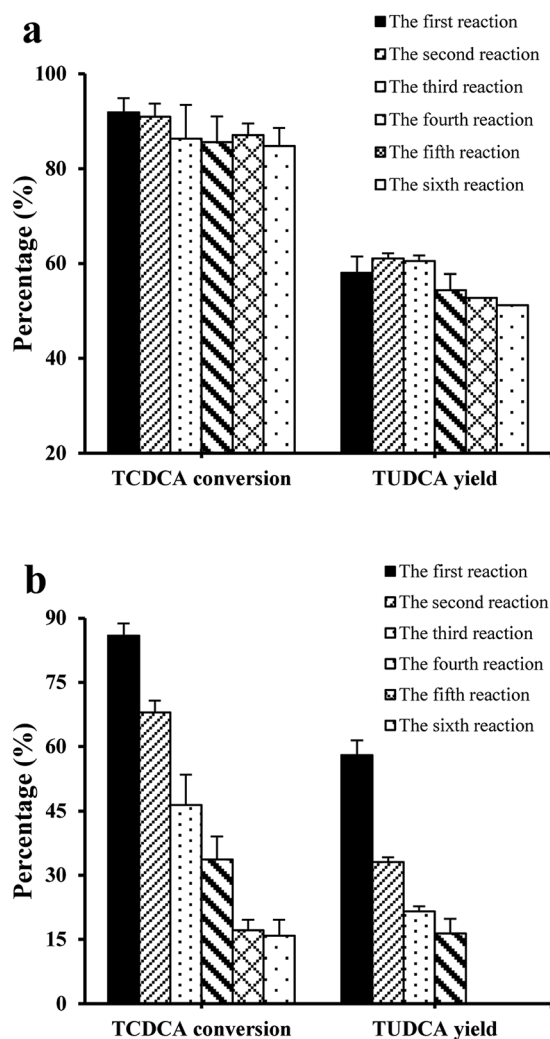 a
The first reaction
The second reaction
The third reaction
The fourth reaction
The fifth reaction
The sixth reaction
100
80
60
40
20
Percentage (%)
TCDCA conversion TUDCA yield
b
The first reaction
The second reaction
The third reaction
The fourth reaction
The fifth reaction
The sixth reaction
90
75
60
45
30
15
0
Percentage (%)
TCDCA conversion TUDCA yield